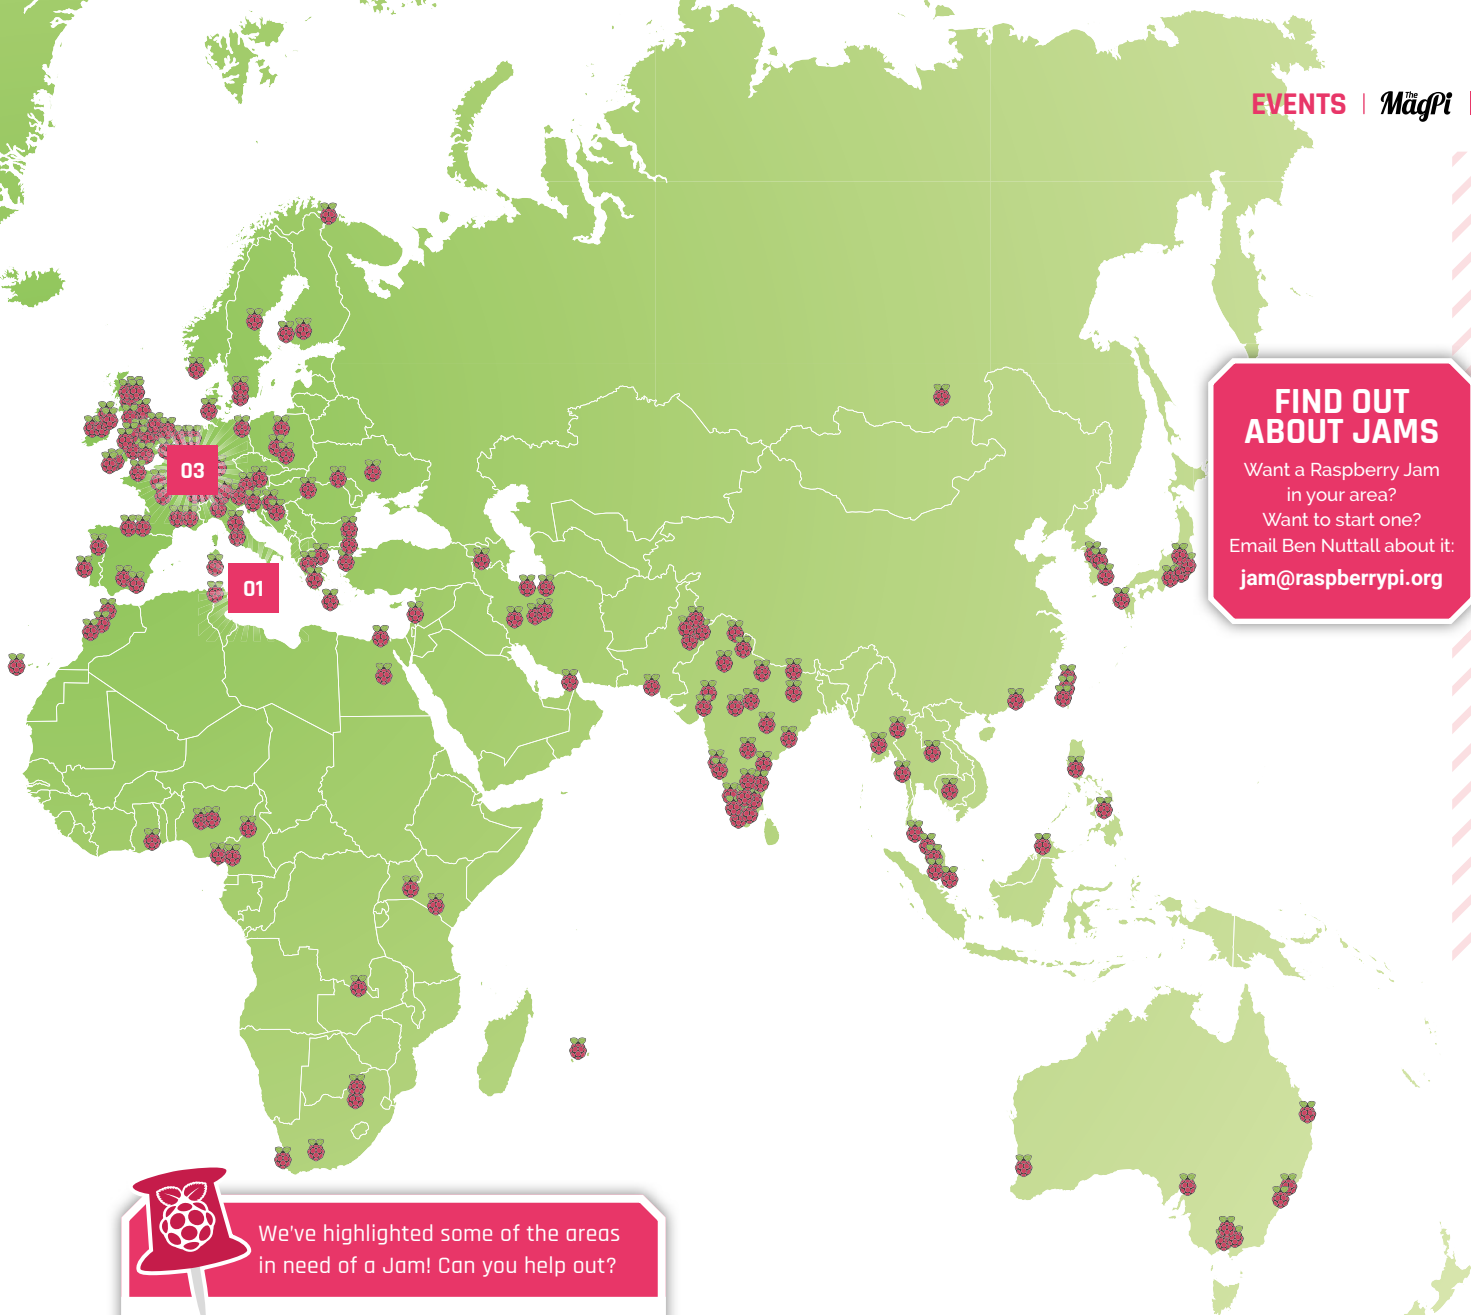 EVENTS
The MagPi
FIND OUT
ABOUT JAMS
Want a Raspberry Jam
in your area?
Want to start one?
Email Ben Nuttall about it:
jam@raspberrypi.org
03
01
We've highlighted some of the areas
in need of a Jam! Can you help out?